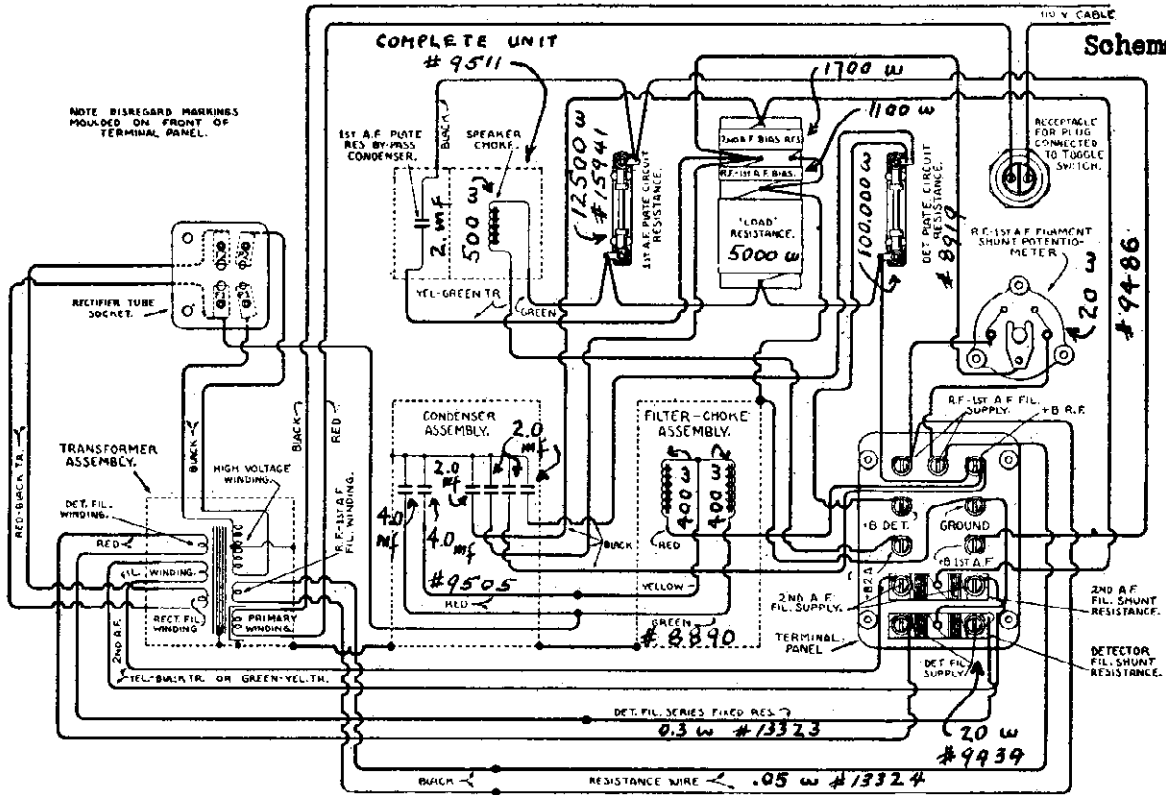 110 V CABLE
Schem
COMPLETE UNIT
# 9511
NOTE DISREGARD MARKINGS
MOULDED ON FRONT OF
TERMINAL PANEL.
1ST A.F. PLATE
RES BY-PASS
CONDENSER.
BLACK
SPEAKER
CHOKE.
2. mf
500 ω
12500 ω
#15941
1ST A.F. PLATE CIRCUIT
RESISTANCE.
1700 ω
1100 ω
2ND A.F. BIAS RES.
R.F.-1ST A.F. BIAS.
"LOAD"
RESISTANCE.
5000 ω
100,000 ω
DET. PLATE CIRCUIT
RESISTANCE.
# 8910
RECEPTACLE
FOR PLUG
CONNECTED
TO TOGGLE
SWITCH.
R.F.-1ST A.F. FILAMENT
SHUNT POTENTIO-
METER
20 ω
# 9486
YEL-GREEN TR.
GREEN
RECTIFIER TUBE
SOCKET.
RED-BLACK TR.
BLACK
BLACK
RED
TRANSFORMER
ASSEMBLY.
HIGH VOLTAGE
WINDING.
DET. FIL.
WINDING.
RED
R.F.-1ST A.F.
FIL. WINDING.
FIL. WINDING
RECT. FIL.
WINDING
PRIMARY
WINDING.
2ND A.F.
YEL-BLACK TR. OR GREEN-YEL. TR.
CONDENSER
ASSEMBLY.
2.0
mf
2.0
mf
4.0
mf
4.0
mf
#9505
RED
BLACK
FILTER-CHOKE
ASSEMBLY.
400 ω
400 ω
RED
YELLOW
GREEN
# 8890
R.F.-1ST A.F. FIL.
SUPPLY.
+B R.F.
+B DET.
GROUND
+B 1ST A.F.
+B 2 A
2ND A.F.
FIL. SUPPLY.
TERMINAL
PANEL
DET. FIL.
SUPPLY.
2ND A.F.
FIL. SHUNT
RESISTANCE.
DETECTOR
FIL. SHUNT
RESISTANCE.
20 ω
#9939
DET. FIL. SERIES FIXED RES.
0.3 ω #13323
BLACK
RESISTANCE WIRE
.05 ω #13324